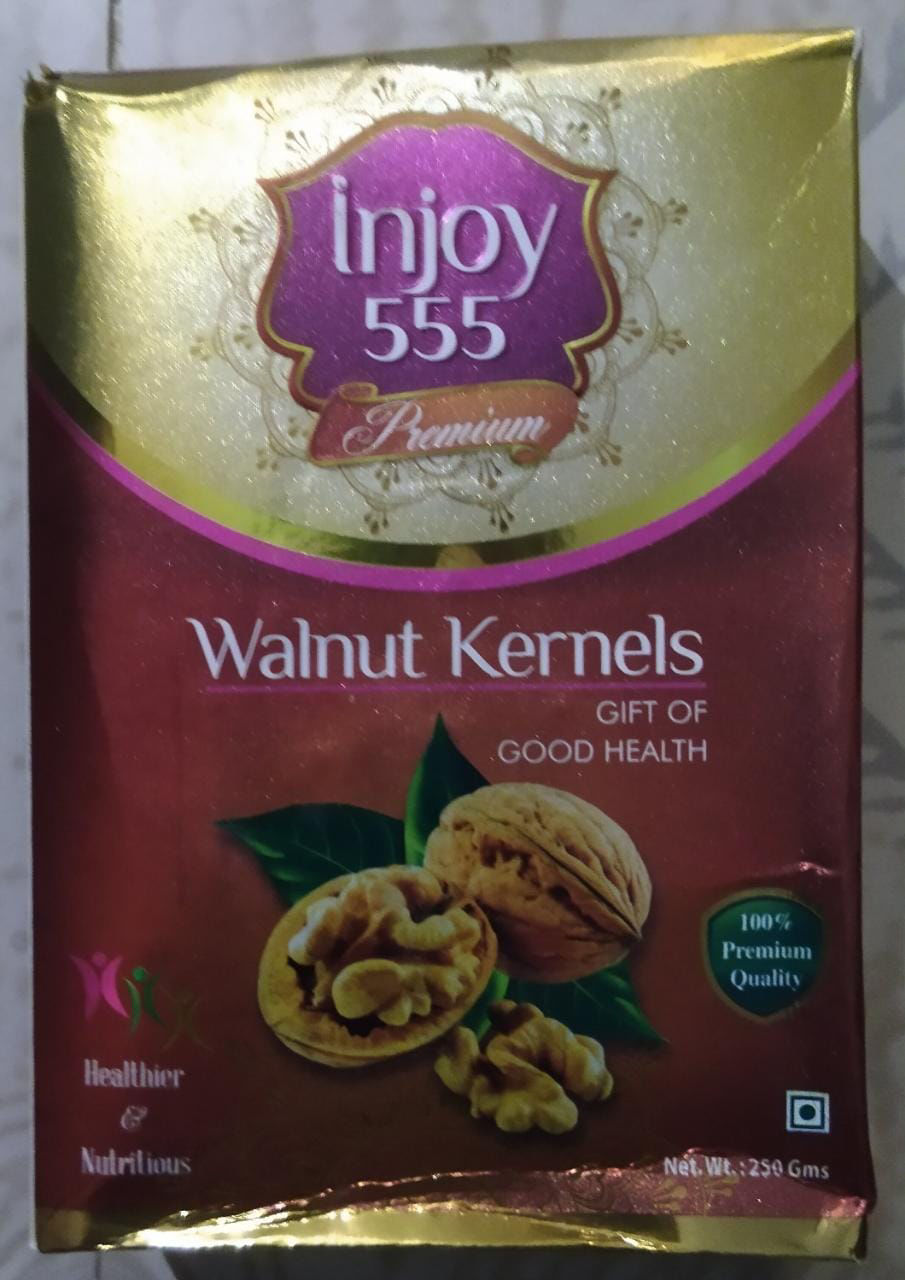 Injoy
555
Premium
Walnut Kernels
GIFT OF
GOOD HEALTH
100%
Premium
Quality
Healthier
&
Nutritious
Net. Wt. : 250 Gms